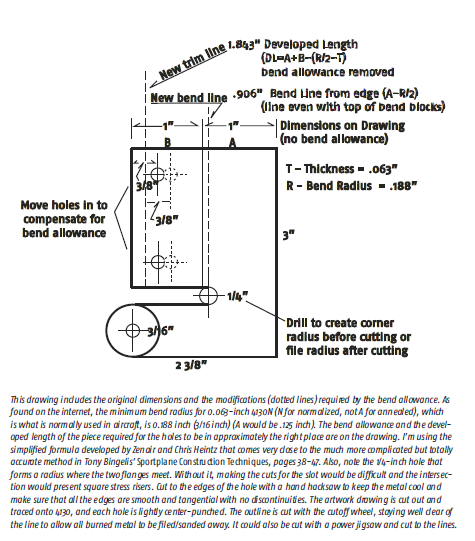 New trim line
1.843" Developed Length
(DL=A+B-(R/2-T)
bend allowance removed
New bend line
.906" Bend Line from edge (A-R/2)
(line even with top of bend blocks)
1"
1"
Dimensions on Drawing
(no bend allowance)
B
A
T - Thickness = .063"
R - Bend Radius = .188"
3/8"
Move holes in to
compensate for
bend allowance
3/8"
3"
1/4"
3/16"
Drill to create corner
radius before cutting or
file radius after cutting
2 3/8"
This drawing includes the original dimensions and the modifications (dotted lines) required by the bend allowance. As
found on the internet, the minimum bend radius for 0.063-inch 4130N (N for normalized, not A for annealed), which
is what is normally used in aircraft, is 0.188 inch (3/16 inch) (A would be .125 inch). The bend allowance and the devel-
oped length of the piece required for the holes to be in approximately the right place are on the drawing. I'm using the
simplified formula developed by Zenair and Chris Heintz that comes very close to the much more complicated but totally
accurate method in Tony Bingelis' Sportplane Construction Techniques, pages 38-47. Also, note the 1/4-inch hole that
forms a radius where the two flanges meet. Without it, making the cuts for the slot would be difficult and the intersec-
tion would present square stress risers. Cut to the edges of the hole with a hand hacksaw to keep the metal cool and
make sure that all the edges are smooth and tangential with no discontinuities. The artwork drawing is cut out and
traced onto 4130, and each hole is lightly center-punched. The outline is cut with the cutoff wheel, staying well clear
of the line to allow all burned metal to be filed/sanded away. It could also be cut with a power jigsaw and cut to the lines.